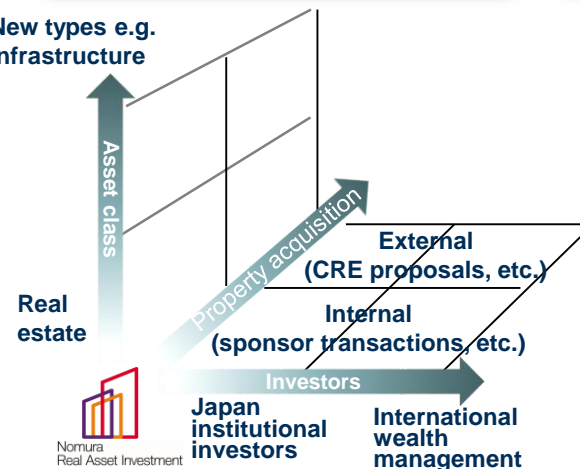 New types e.g.
infrastructure
Asset class
Property acquisition
External
(CRE proposals, etc.)
Internal
(sponsor transactions, etc.)
Real
estate
Investors
Japan
institutional
investors
International
wealth
management
Nomura
Real Asset Investment